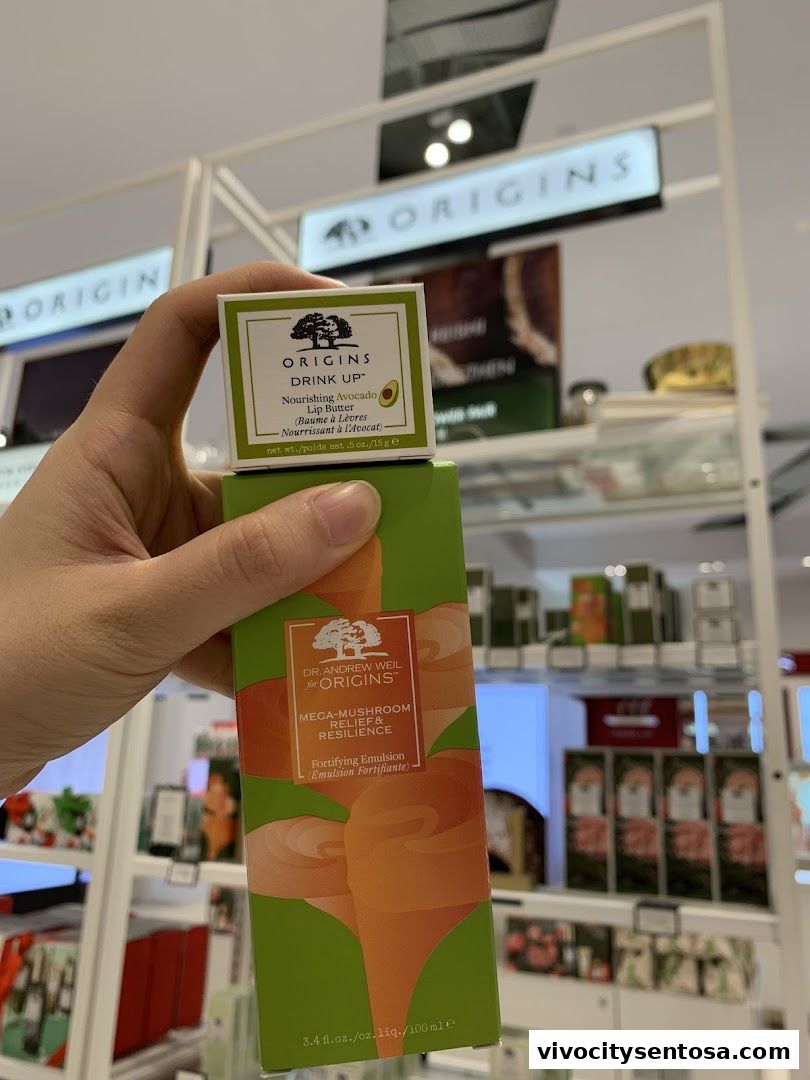 ORIGINS
ORIGIN
ORIGINS
DRINK UP™
Nourishing Avocado
Lip Butter
(Baume à Lèvres
Nourrissant à l'Avocat)
net wt./poids net .5 oz./15 g e
DR. ANDREW WEIL
for ORIGINS™
MEGA-MUSHROOM
RELIEF &
RESILIENCE
Fortifying Emulsion
(Émulsion Fortifiante)
3.4 fl.oz./oz.liq./100 ml e
vivocitysentosa.com